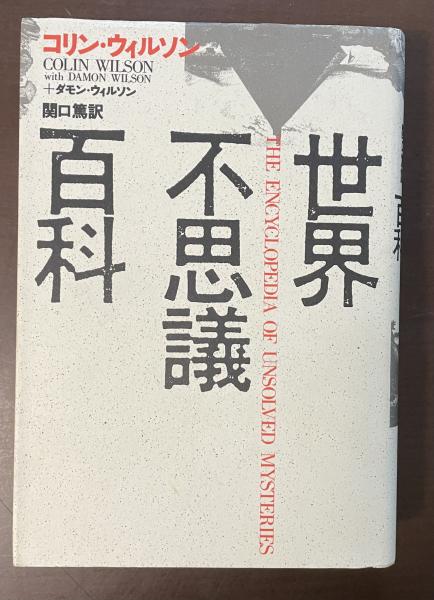 コリン・ウィルソン
COLIN WILSON
with DAMON WILSON
+ダモン・ウィルソン
関口篤訳
世界
不思議
百科
THE ENCYCLOPEDIA OF UNSOLVED MYSTERIES